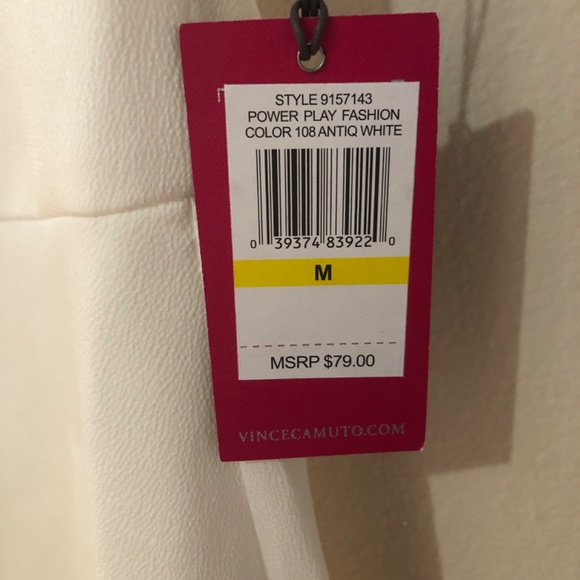 STYLE 9157143
POWER PLAY FASHION
COLOR 108 ANTIQ WHITE
0 39374 83922 0
M
MSRP $79.00
VINCECAMUTO.COM